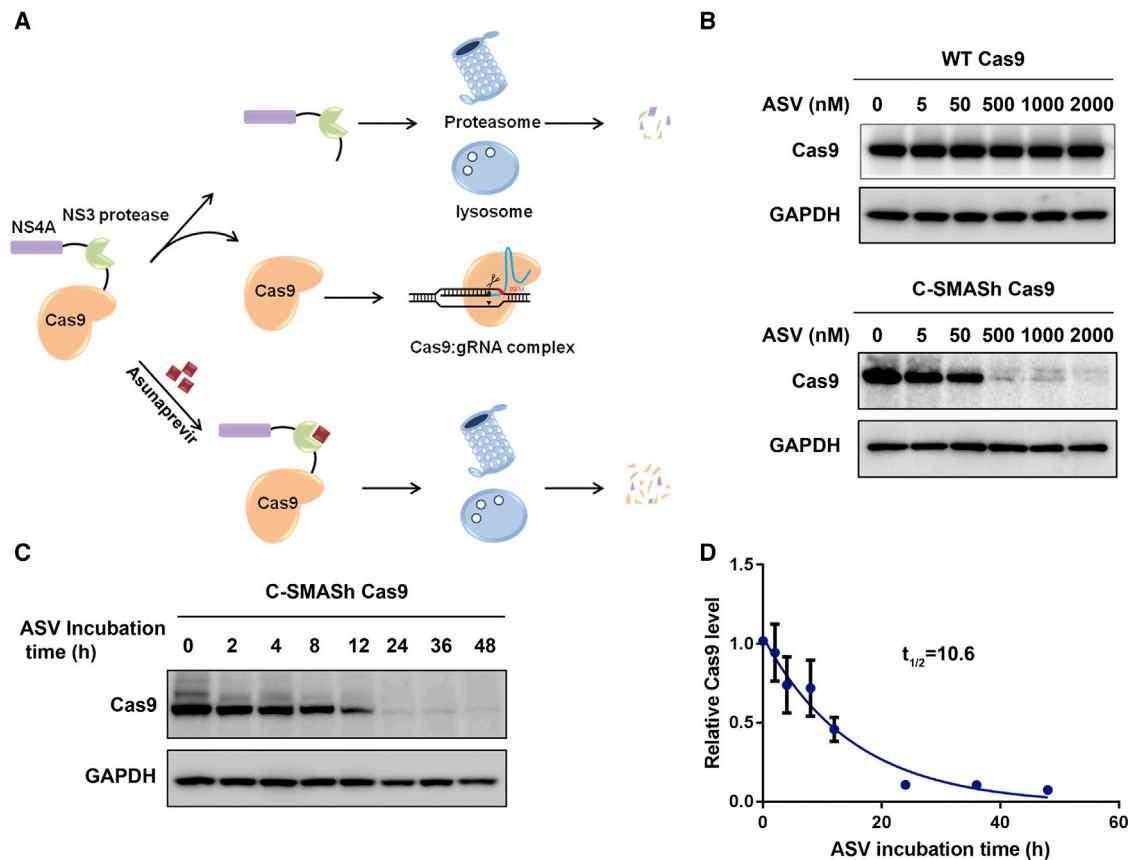 A
Proteasome
lysosome
NS4A
NS3 protease
Cas9
Cas9
PAM
Cas9:gRNA complex
Asunaprevir
Cas9
B
WT Cas9
ASV (nM) 0 5 50 500 1000 2000
Cas9
GAPDH
C-SMASh Cas9
ASV (nM) 0 5 50 500 1000 2000
Cas9
GAPDH
C
C-SMASh Cas9
ASV Incubation
time (h) 0 2 4 8 12 24 36 48
Cas9
GAPDH
D
1.5
1.0
0.5
0.0
Relative Cas9 level
t1/2=10.6
0 20 40 60
ASV incubation time (h)